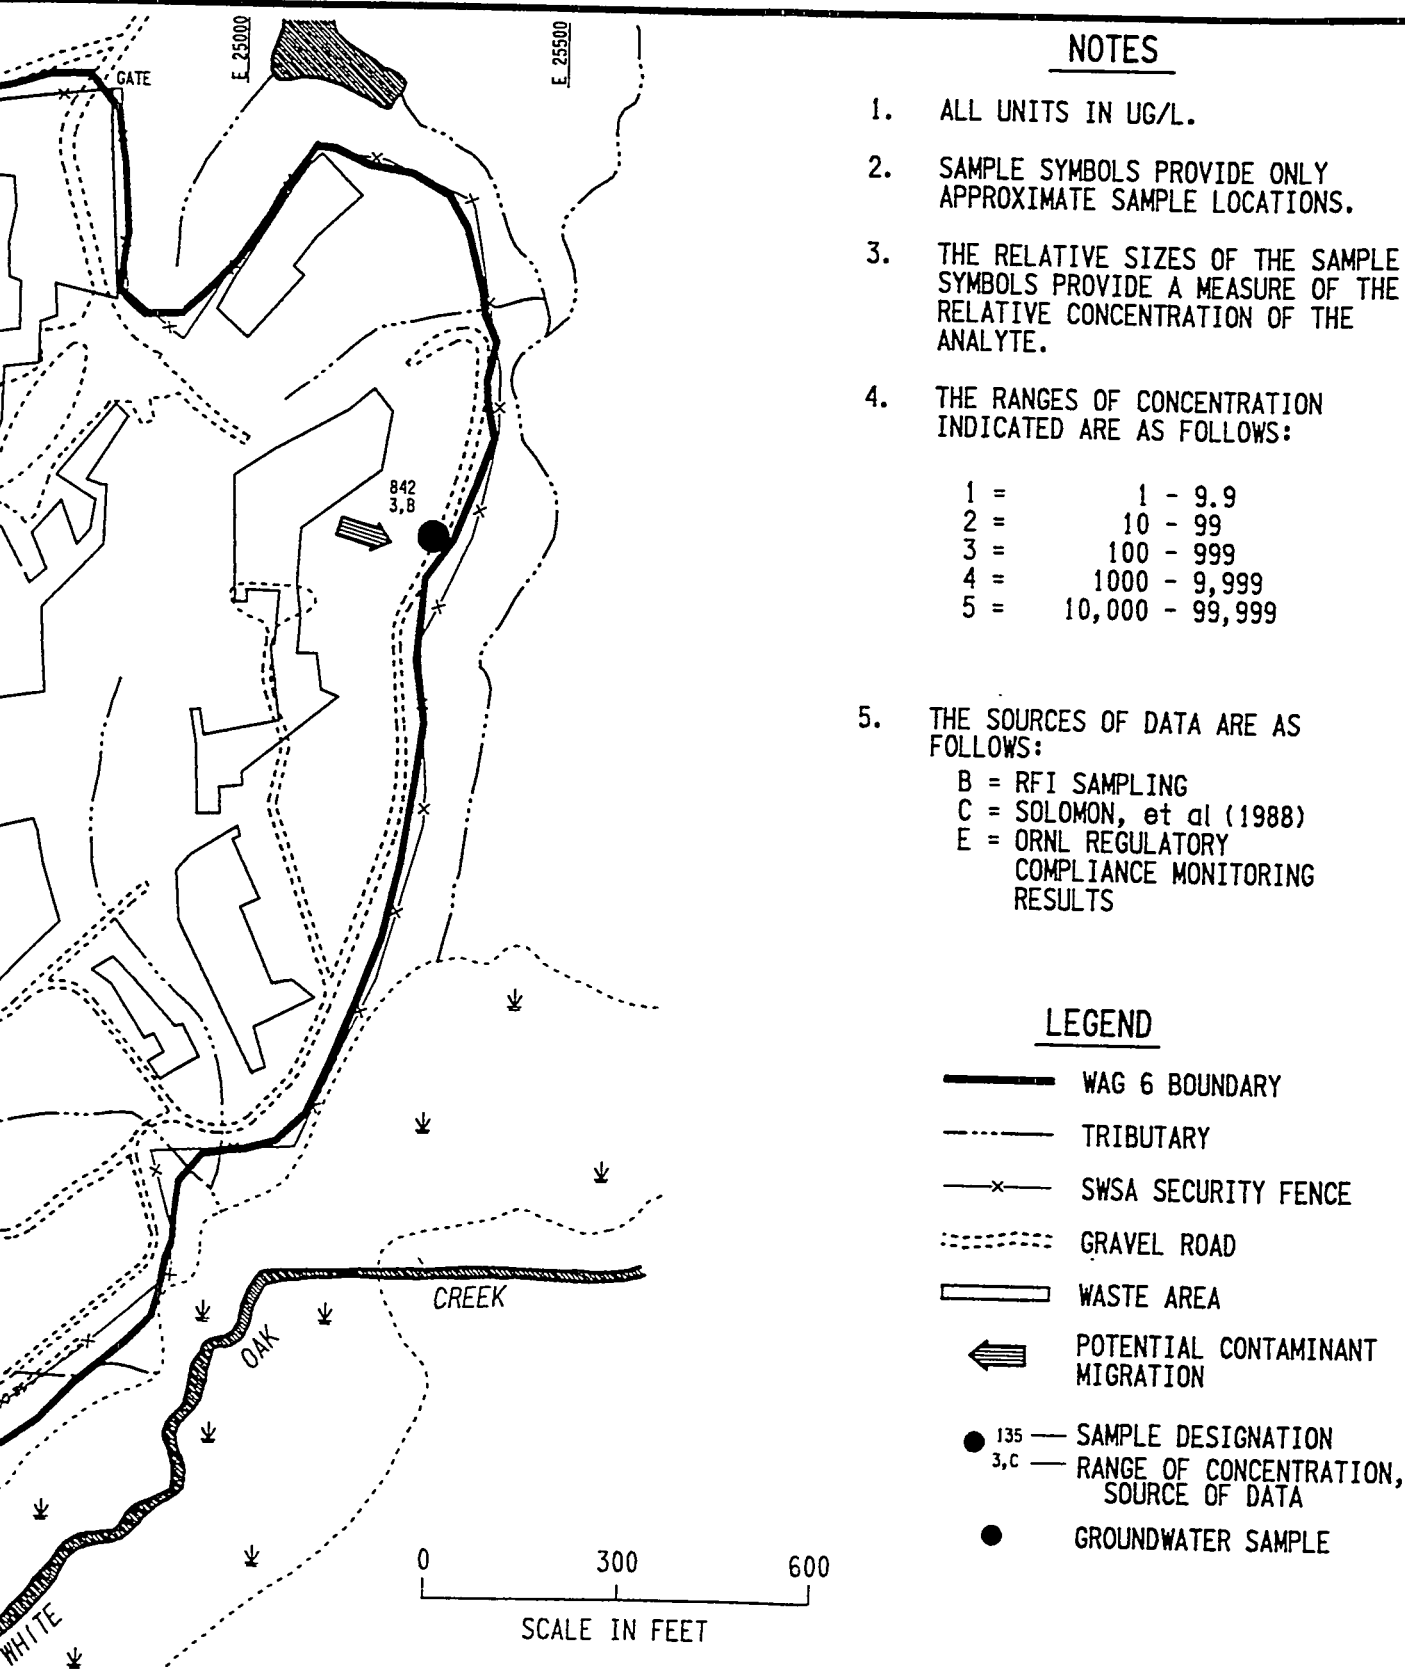 E 25000
E 25500
GATE
842
3,B
CREEK
OAK
WHITE
0 300 600
SCALE IN FEET
NOTES
1. ALL UNITS IN UG/L.
2. SAMPLE SYMBOLS PROVIDE ONLY
APPROXIMATE SAMPLE LOCATIONS.
3. THE RELATIVE SIZES OF THE SAMPLE
SYMBOLS PROVIDE A MEASURE OF THE
RELATIVE CONCENTRATION OF THE
ANALYTE.
4. THE RANGES OF CONCENTRATION
INDICATED ARE AS FOLLOWS:
1 = 1 - 9.9
2 = 10 - 99
3 = 100 - 999
4 = 1000 - 9,999
5 = 10,000 - 99,999
5. THE SOURCES OF DATA ARE AS
FOLLOWS:
B = RFI SAMPLING
C = SOLOMON, et al (1988)
E = ORNL REGULATORY
COMPLIANCE MONITORING
RESULTS
LEGEND
WAG 6 BOUNDARY
TRIBUTARY
SWSA SECURITY FENCE
GRAVEL ROAD
WASTE AREA
POTENTIAL CONTAMINANT
MIGRATION
135 — SAMPLE DESIGNATION
3,C — RANGE OF CONCENTRATION,
SOURCE OF DATA
GROUNDWATER SAMPLE